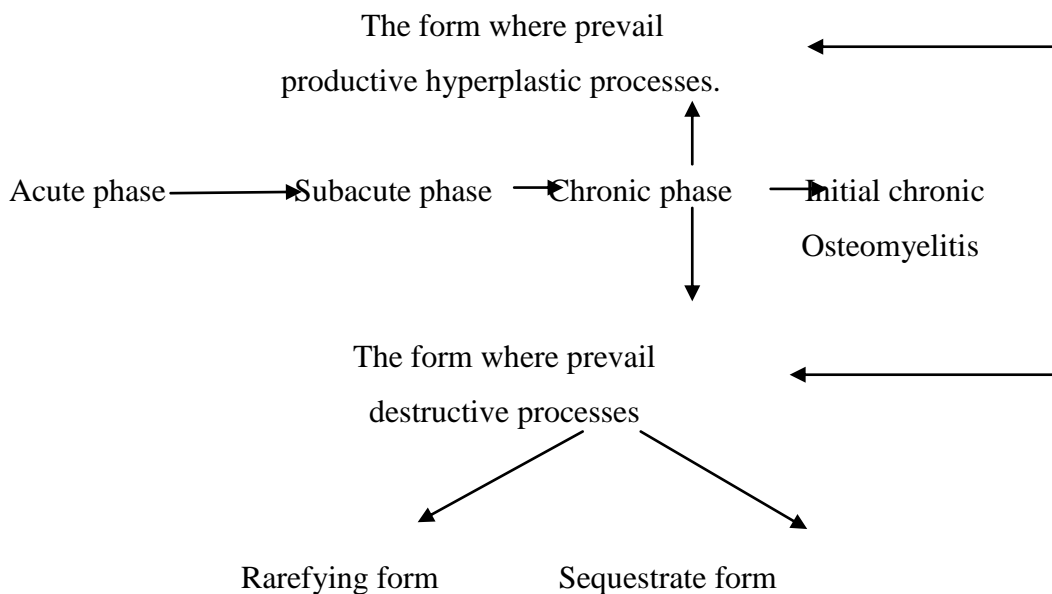 The form where prevail
productive hyperplastic processes.
Acute phase Subacute phase Chronic phase Initial chronic
Osteomyelitis
The form where prevail
destructive processes
Rarefying form Sequestrate form